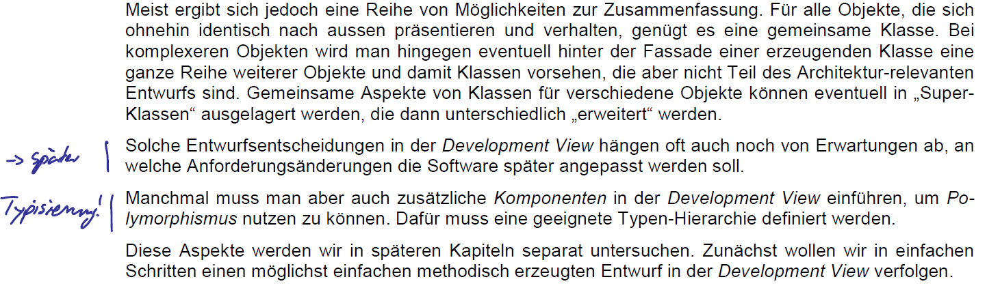 Meist ergibt sich jedoch eine Reihe von Möglichkeiten zur Zusammenfassung. Für alle Objekte, die sich
ohnehin identisch nach aussen präsentieren und verhalten, genügt es eine gemeinsame Klasse. Bei
komplexeren Objekten wird man hingegen eventuell hinter der Fassade einer erzeugenden Klasse eine
ganze Reihe weiterer Objekte und damit Klassen vorsehen, die aber nicht Teil des Architektur-relevanten
Entwurfs sind. Gemeinsame Aspekte von Klassen für verschiedene Objekte können eventuell in „Super-
Klassen“ ausgelagert werden, die dann unterschiedlich „erweitert“ werden.
-> später
Solche Entwurfsentscheidungen in der Development View hängen oft auch noch von Erwartungen ab, an
welche Anforderungsänderungen die Software später angepasst werden soll.
Typisierung!
Manchmal muss man aber auch zusätzliche Komponenten in der Development View einführen, um Po-
lymorphismus nutzen zu können. Dafür muss eine geeignete Typen-Hierarchie definiert werden.
Diese Aspekte werden wir in späteren Kapiteln separat untersuchen. Zunächst wollen wir in einfachen
Schritten einen möglichst einfachen methodisch erzeugten Entwurf in der Development View verfolgen.